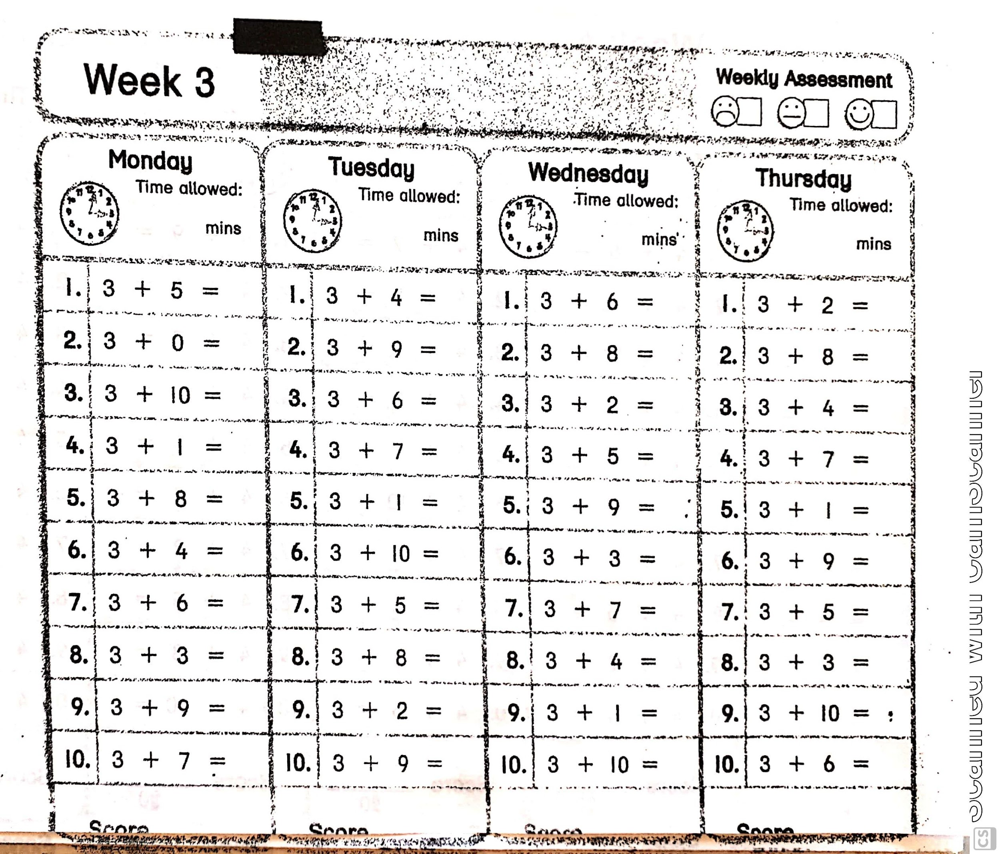 Week 3
Weekly Assessment
Monday
Time allowed:
mins
1. 3 + 5 =
2. 3 + 0 =
3. 3 + 10 =
4. 3 + 1 =
5. 3 + 8 =
6. 3 + 4 =
7. 3 + 6 =
8. 3 + 3 =
9. 3 + 9 =
10. 3 + 7 =
Score
Tuesday
Time allowed:
mins
1. 3 + 4 =
2. 3 + 9 =
3. 3 + 6 =
4. 3 + 7 =
5. 3 + 1 =
6. 3 + 10 =
7. 3 + 5 =
8. 3 + 8 =
9. 3 + 2 =
10. 3 + 9 =
Score
Wednesday
Time allowed:
mins
1. 3 + 6 =
2. 3 + 8 =
3. 3 + 2 =
4. 3 + 5 =
5. 3 + 9 =
6. 3 + 3 =
7. 3 + 7 =
8. 3 + 4 =
9. 3 + 1 =
10. 3 + 10 =
Score
Thursday
Time allowed:
mins
1. 3 + 2 =
2. 3 + 8 =
3. 3 + 4 =
4. 3 + 7 =
5. 3 + 1 =
6. 3 + 9 =
7. 3 + 5 =
8. 3 + 3 =
9. 3 + 10 =
10. 3 + 6 =
Score
CS